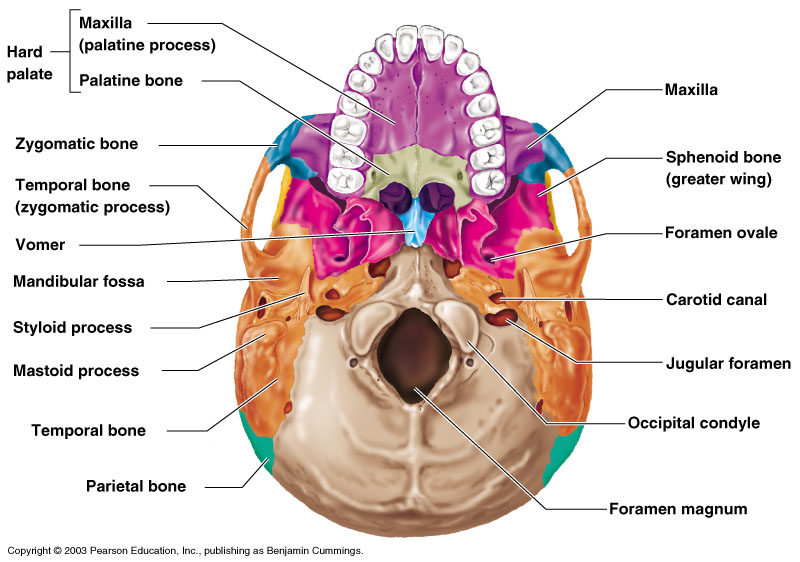 Hard
palate
Maxilla
(palatine process)
Palatine bone
Zygomatic bone
Temporal bone
(zygomatic process)
Vomer
Mandibular fossa
Styloid process
Mastoid process
Temporal bone
Parietal bone
Maxilla
Sphenoid bone
(greater wing)
Foramen ovale
Carotid canal
Jugular foramen
Occipital condyle
Foramen magnum
Copyright © 2003 Pearson Education, Inc., publishing as Benjamin Cummings.